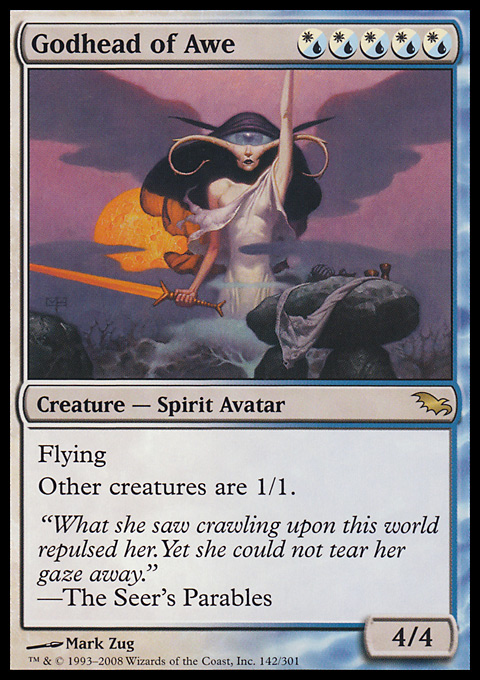 Godhead of Awe
Creature — Spirit Avatar
Flying
Other creatures are 1/1.
“What she saw crawling upon this world
repulsed her. Yet she could not tear her
gaze away.”
—The Seer's Parables
4/4
Mark Zug
™ & © 1993–2008 Wizards of the Coast, Inc. 142/301